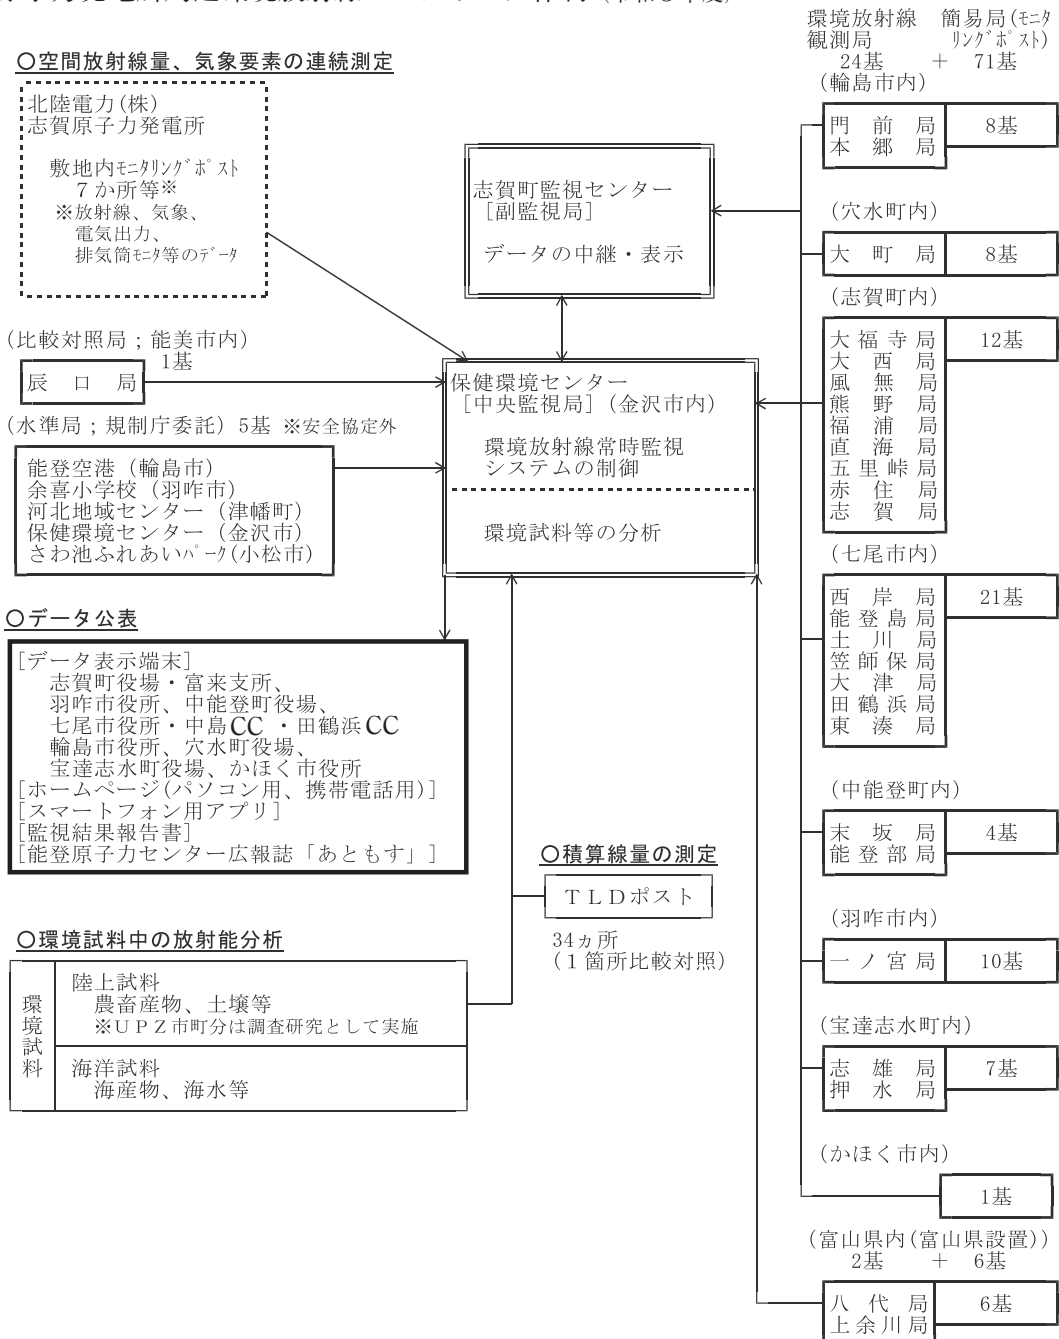 ○空間放射線量、気象要素の連続測定
北陸電力(株)
志賀原子力発電所
敷地内ﾓﾆﾀﾘﾝｸﾞﾎﾟｽﾄ
７か所等※
※放射線、気象、
電気出力、
排気筒ﾓﾆﾀ等のﾃﾞｰﾀ
(比較対照局；能美市内)
1基
辰口局
(水準局；規制庁委託) 5基 ※安全協定外
能登空港（輪島市）
余喜小学校（羽咋市）
河北地域センター（津幡町）
保健環境センター（金沢市）
さわ池ふれあいﾊﾟｰｸ(小松市)
志賀町監視センター
[副監視局]
データの中継・表示
保健環境センター
[中央監視局]（金沢市内）
環境放射線常時監視
システムの制御
環境試料等の分析
○データ公表
[データ表示端末]
志賀町役場・富来支所、
羽咋市役所、中能登町役場、
七尾市役所・中島CC・田鶴浜CC
輪島市役所、穴水町役場、
宝達志水町役場、かほく市役所
[ホームページ(パソコン用、携帯電話用)]
[スマートフォン用アプリ]
[監視結果報告書]
[能登原子力センター広報誌「あともす」]
○積算線量の測定
ＴＬＤポスト
34ヵ所
(１箇所比較対照)
○環境試料中の放射能分析
環境試料
陸上試料
農畜産物、土壌等
※ＵＰＺ市町分は調査研究として実施
海洋試料
海産物、海水等
環境放射線 簡易局(ﾓﾆﾀ
観測局 ﾘﾝｸﾞﾎﾟｽﾄ)
24基 ＋ 71基
(輪島市内)
門前局 8基
本郷局
(穴水町内)
大町局 8基
(志賀町内)
大福寺局 12基
大西局
風無局
熊野局
福浦局
直海局
五里峠局
赤住局
志賀局
(七尾市内)
西岸局 21基
能登島局
土川局
笠師保局
大津局
田鶴浜局
東湊局
(中能登町内)
末坂局 4基
能登部局
(羽咋市内)
一ノ宮局 10基
(宝達志水町内)
志雄局 7基
押水局
(かほく市内)
1基
(富山県内(富山県設置))
2基 ＋ 6基
八代局 6基
上余川局